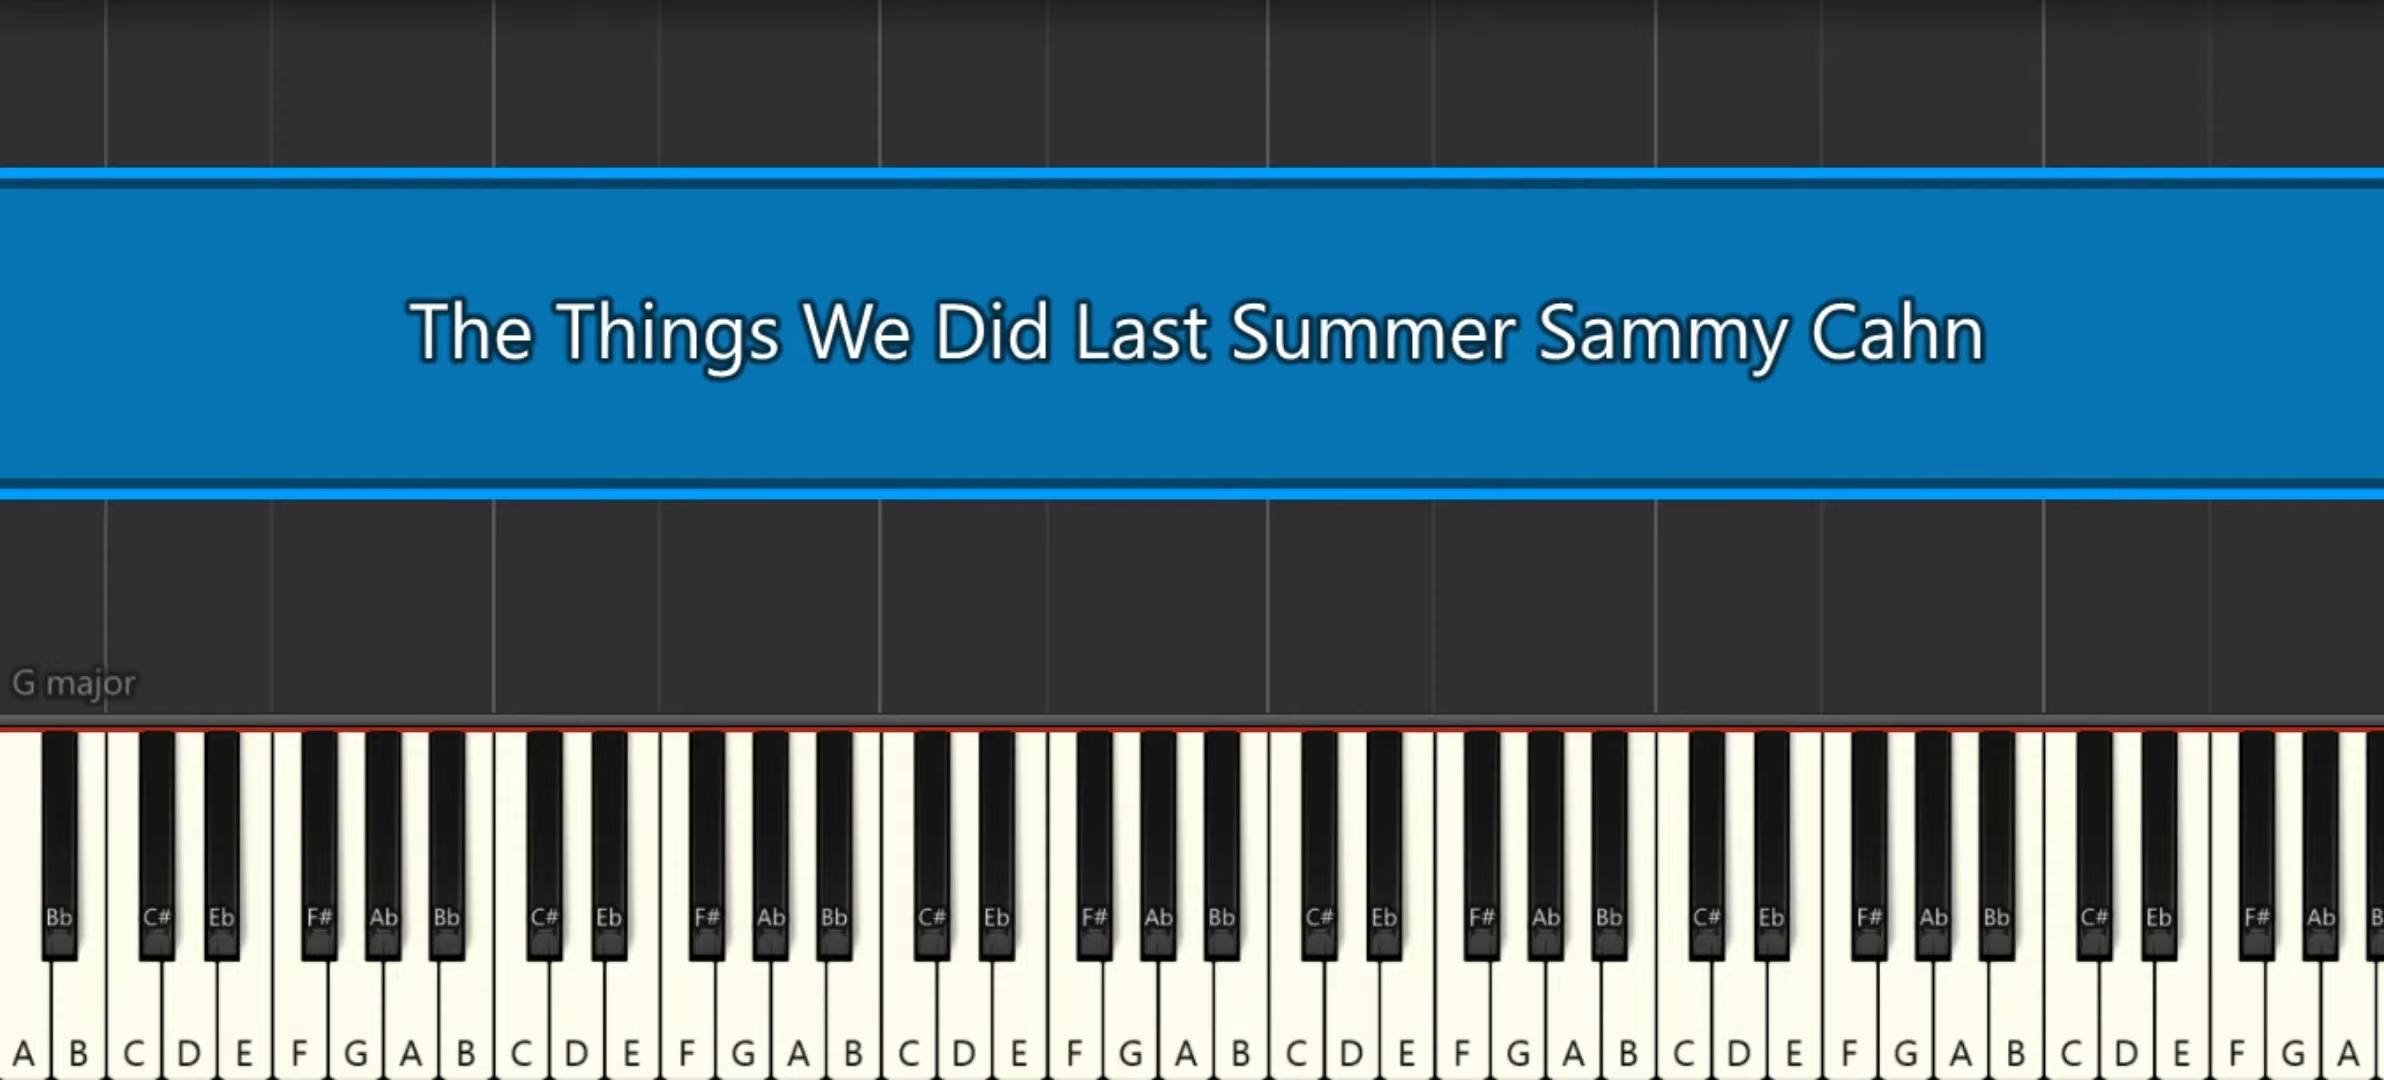 The Things We Did Last Summer Sammy Cahn
G major
Bb C# Eb F# Ab Bb C# Eb F# Ab Bb C# Eb F# Ab Bb C# Eb F# Ab Bb C# Eb F# Ab Bb C# Eb F# Ab B
A B C D E F G A B C D E F G A B C D E F G A B C D E F G A B C D E F G A B C D E F G A